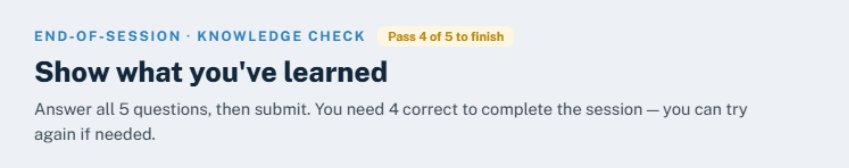 END-OF-SESSION · KNOWLEDGE CHECK Pass 4 of 5 to finish
Show what you've learned
Answer all 5 questions, then submit. You need 4 correct to complete the session — you can try
again if needed.